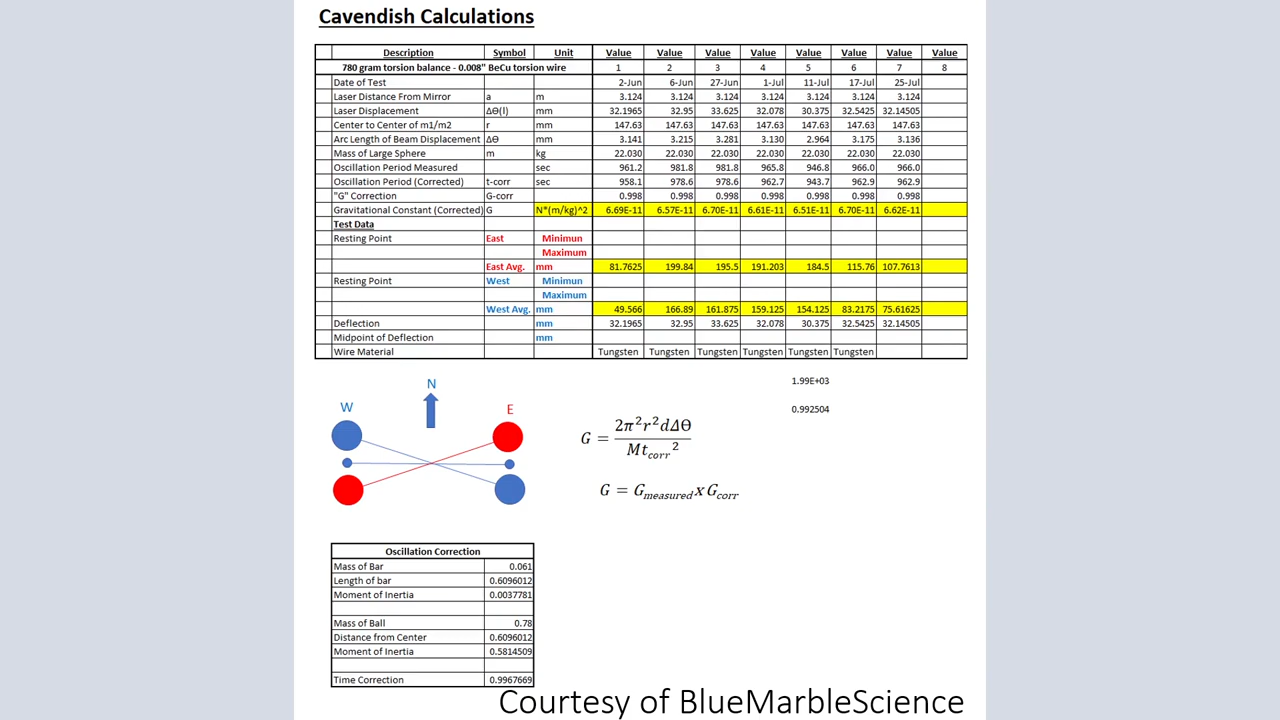 Cavendish Calculations
Description Symbol Unit Value Value Value Value Value Value Value Value
780 gram torsion balance - 0.008" BeCu torsion wire 1 2 3 4 5 6 7 8
Date of Test 2-Jun 6-Jun 27-Jun 1-Jul 11-Jul 17-Jul 25-Jul
Laser Distance From Mirror a m 3.124 3.124 3.124 3.124 3.124 3.124 3.124
Laser Displacement ΔΘ(l) mm 32.1965 32.95 33.625 32.078 30.375 32.5425 32.14505
Center to Center of m1/m2 r mm 147.63 147.63 147.63 147.63 147.63 147.63 147.63
Arc Length of Beam Displacement ΔΘ mm 3.141 3.215 3.281 3.130 2.964 3.175 3.136
Mass of Large Sphere m kg 22.030 22.030 22.030 22.030 22.030 22.030 22.030
Oscillation Period Measured sec 961.2 981.8 981.8 965.8 946.8 966.0 966.0
Oscillation Period (Corrected) t-corr sec 958.1 978.6 978.6 962.7 943.7 962.9 962.9
"G" Correction G-corr 0.998 0.998 0.998 0.998 0.998 0.998 0.998
Gravitational Constant (Corrected) G N*(m/kg)^2 6.69E-11 6.57E-11 6.70E-11 6.61E-11 6.51E-11 6.70E-11 6.62E-11
Test Data
Resting Point East Minimun
Maximum
East Avg. mm 81.7625 199.84 195.5 191.203 184.5 115.76 107.7613
Resting Point West Minimun
Maximum
West Avg. mm 49.566 166.89 161.875 159.125 154.125 83.2175 75.61625
Deflection mm 32.1965 32.95 33.625 32.078 30.375 32.5425 32.14505
Midpoint of Deflection mm
Wire Material Tungsten Tungsten Tungsten Tungsten Tungsten Tungsten
1.99E+03
0.992504
N
W E
G = 2π²r²dΔΘ / Mt_corr²
G = G_measured x G_corr
Oscillation Correction
Mass of Bar 0.061
Length of bar 0.6096012
Moment of Inertia 0.0037781
Mass of Ball 0.78
Distance from Center 0.6096012
Moment of Inertia 0.5814509
Time Correction 0.9967669
Courtesy of BlueMarbleScience